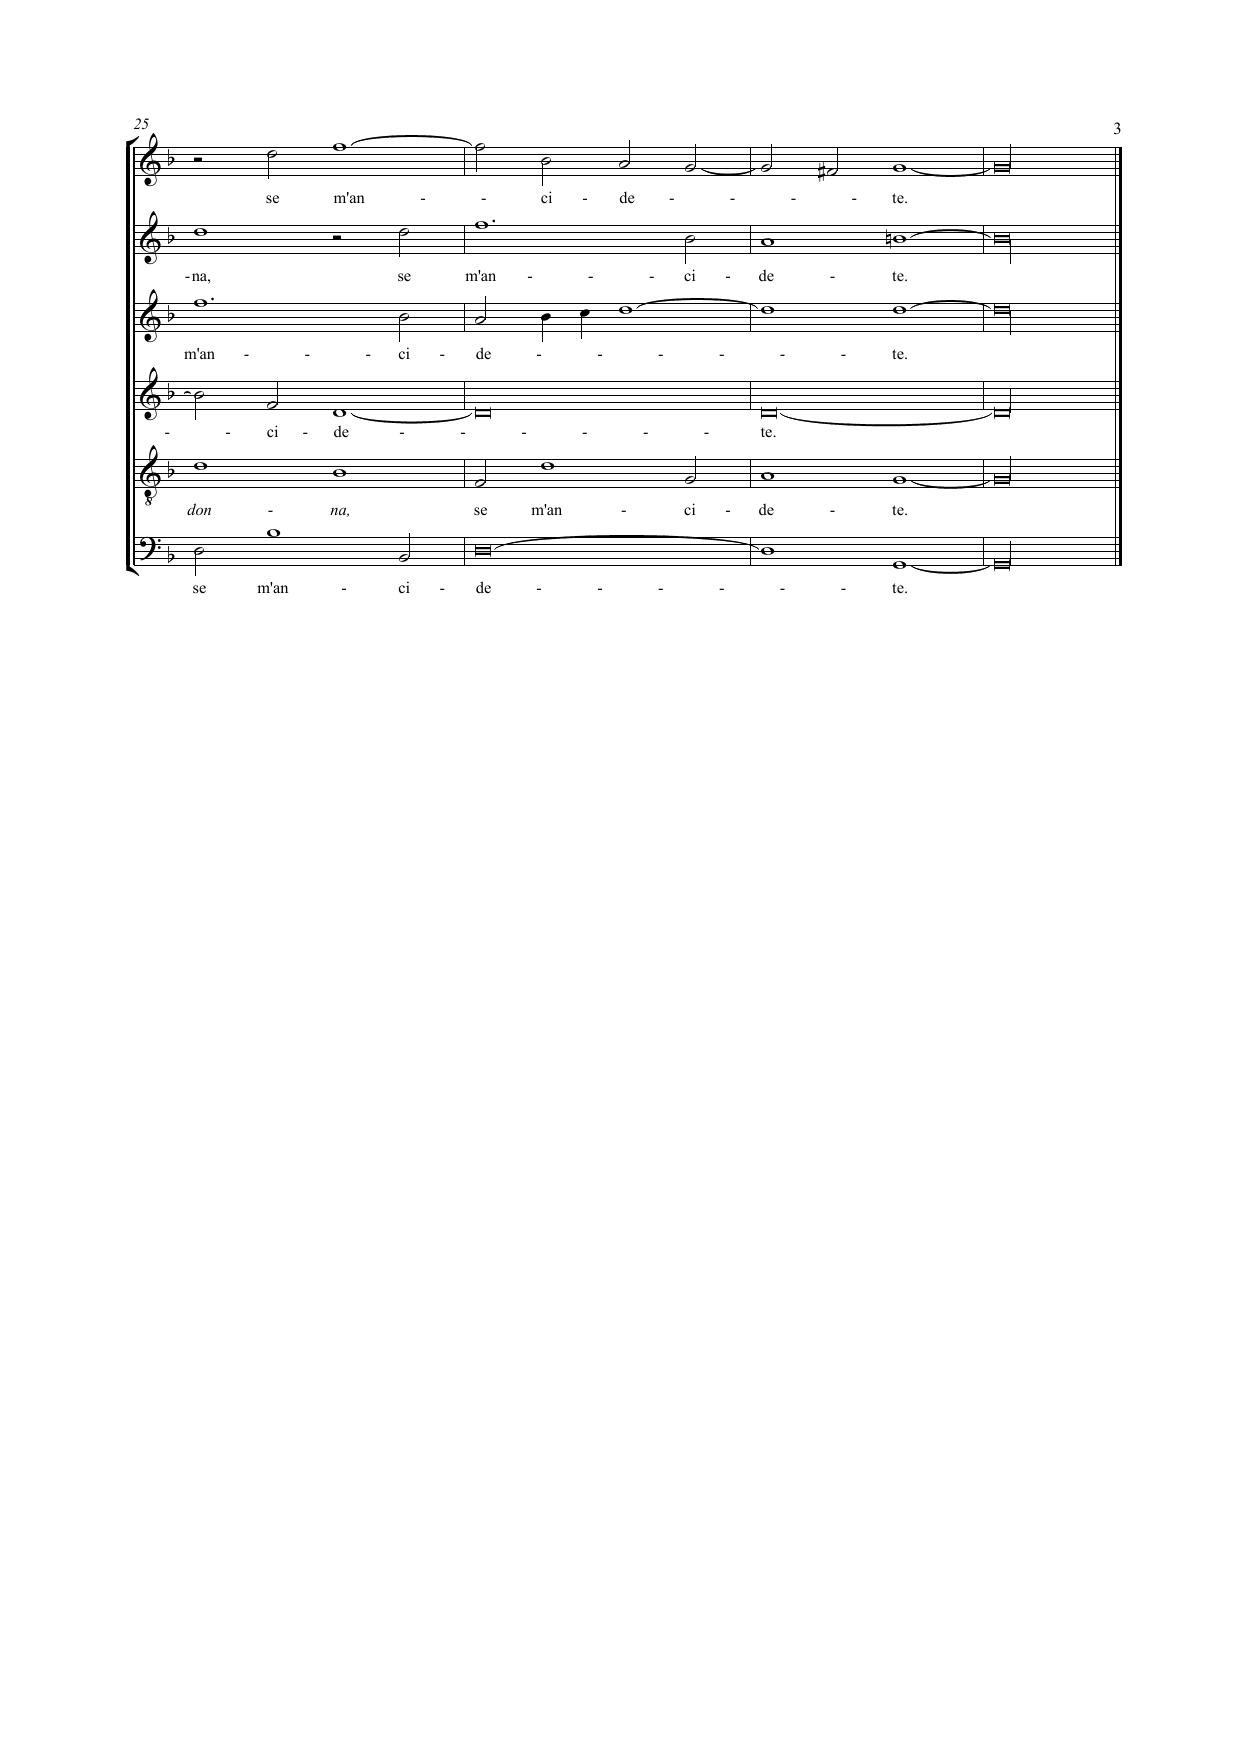 25
3
se m'an - - ci - de - - - - te.
-na, se m'an - - - ci - de - te.
m'an - - - ci - de - - - - - - te.
- - ci - de - - - - - - te.
don - na, se m'an - ci - de - te.
se m'an - ci - de - - - - - - te.